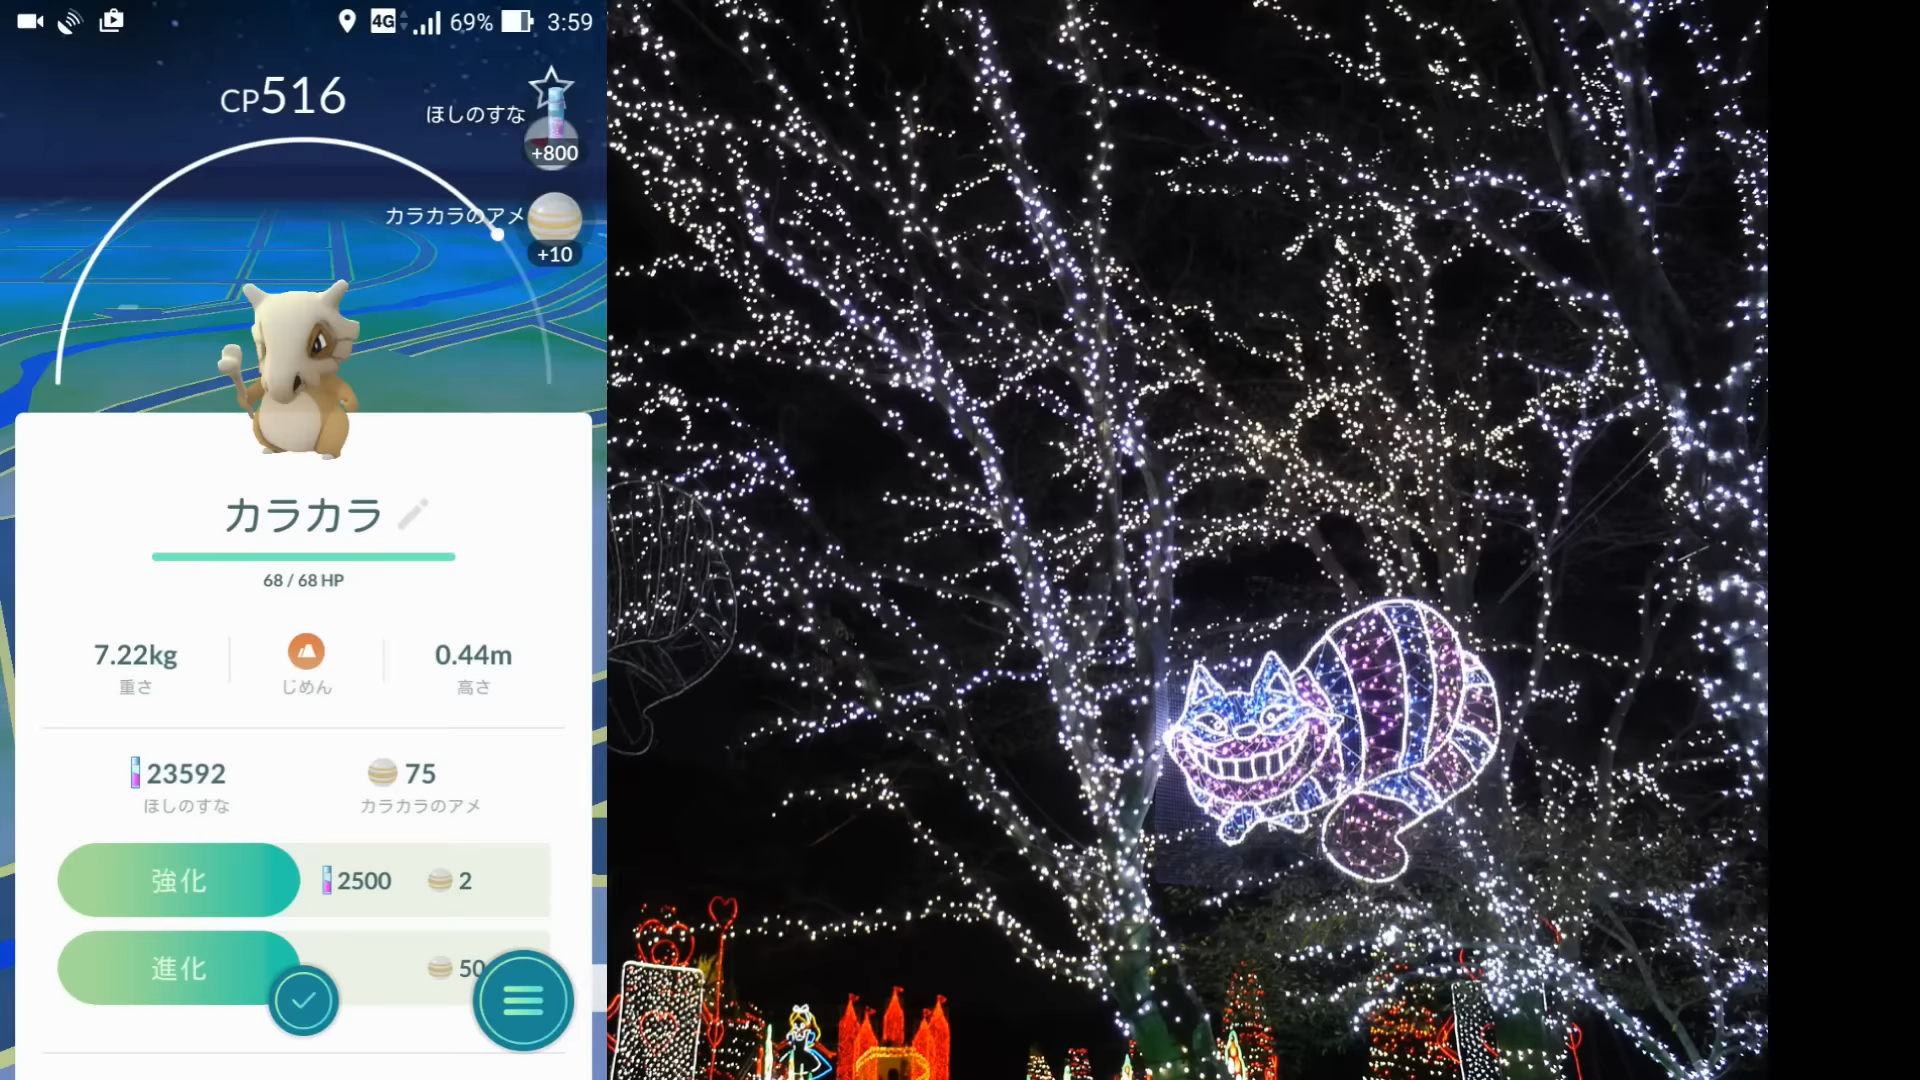 4G 69% 3:59
CP516
ほしのすな
+800
カラカラのアメ
+10
カラカラ
68 / 68 HP
7.22kg
重さ
じめん
0.44m
高さ
23592
ほしのすな
75
カラカラのアメ
強化 2500 2
進化 50